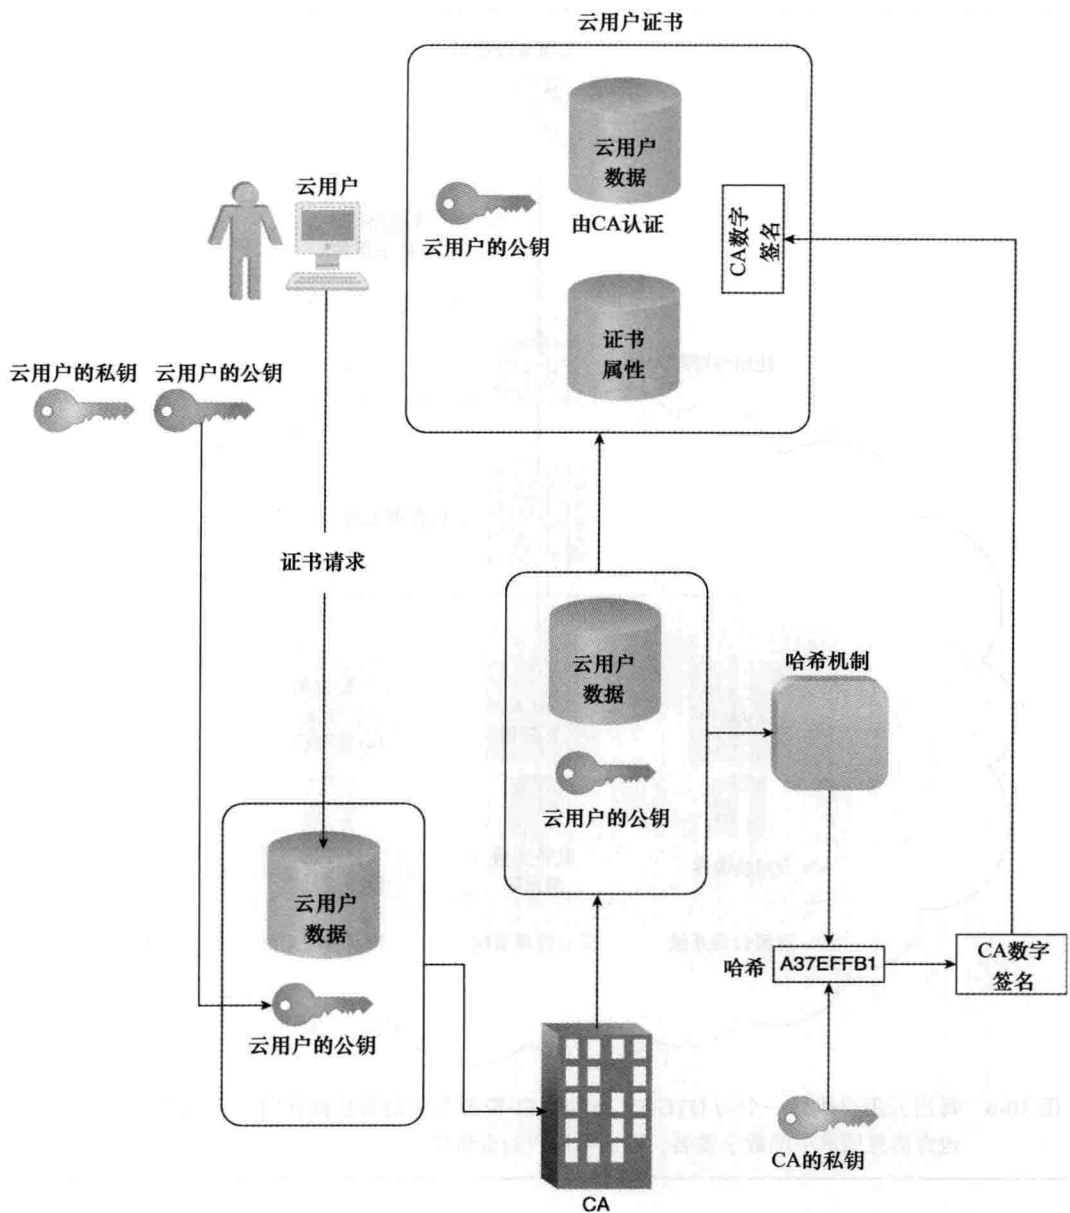 云用户证书
云用户
数据
云用户
云用户的公钥
由CA认证
CA数字
签名
证书
属性
云用户的私钥
云用户的公钥
证书请求
云用户
数据
哈希机制
云用户的公钥
云用户
数据
云用户的公钥
哈希
A37EFFB1
CA数字
签名
CA的私钥
CA